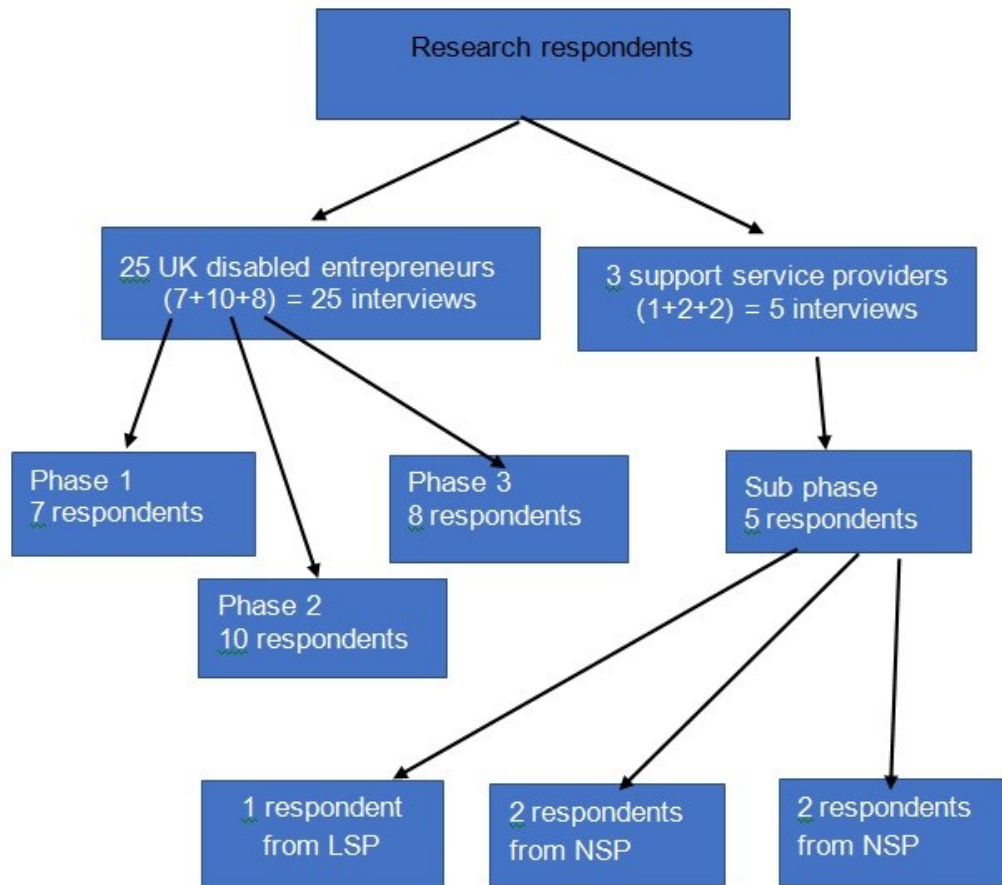 Research respondents
25 UK disabled entrepreneurs
(7+10+8) = 25 interviews
3 support service providers
(1+2+2) = 5 interviews
Phase 1
7 respondents
Phase 3
8 respondents
Sub phase
5 respondents
Phase 2
10 respondents
1 respondent
from LSP
2 respondents
from NSP
2 respondents
from NSP